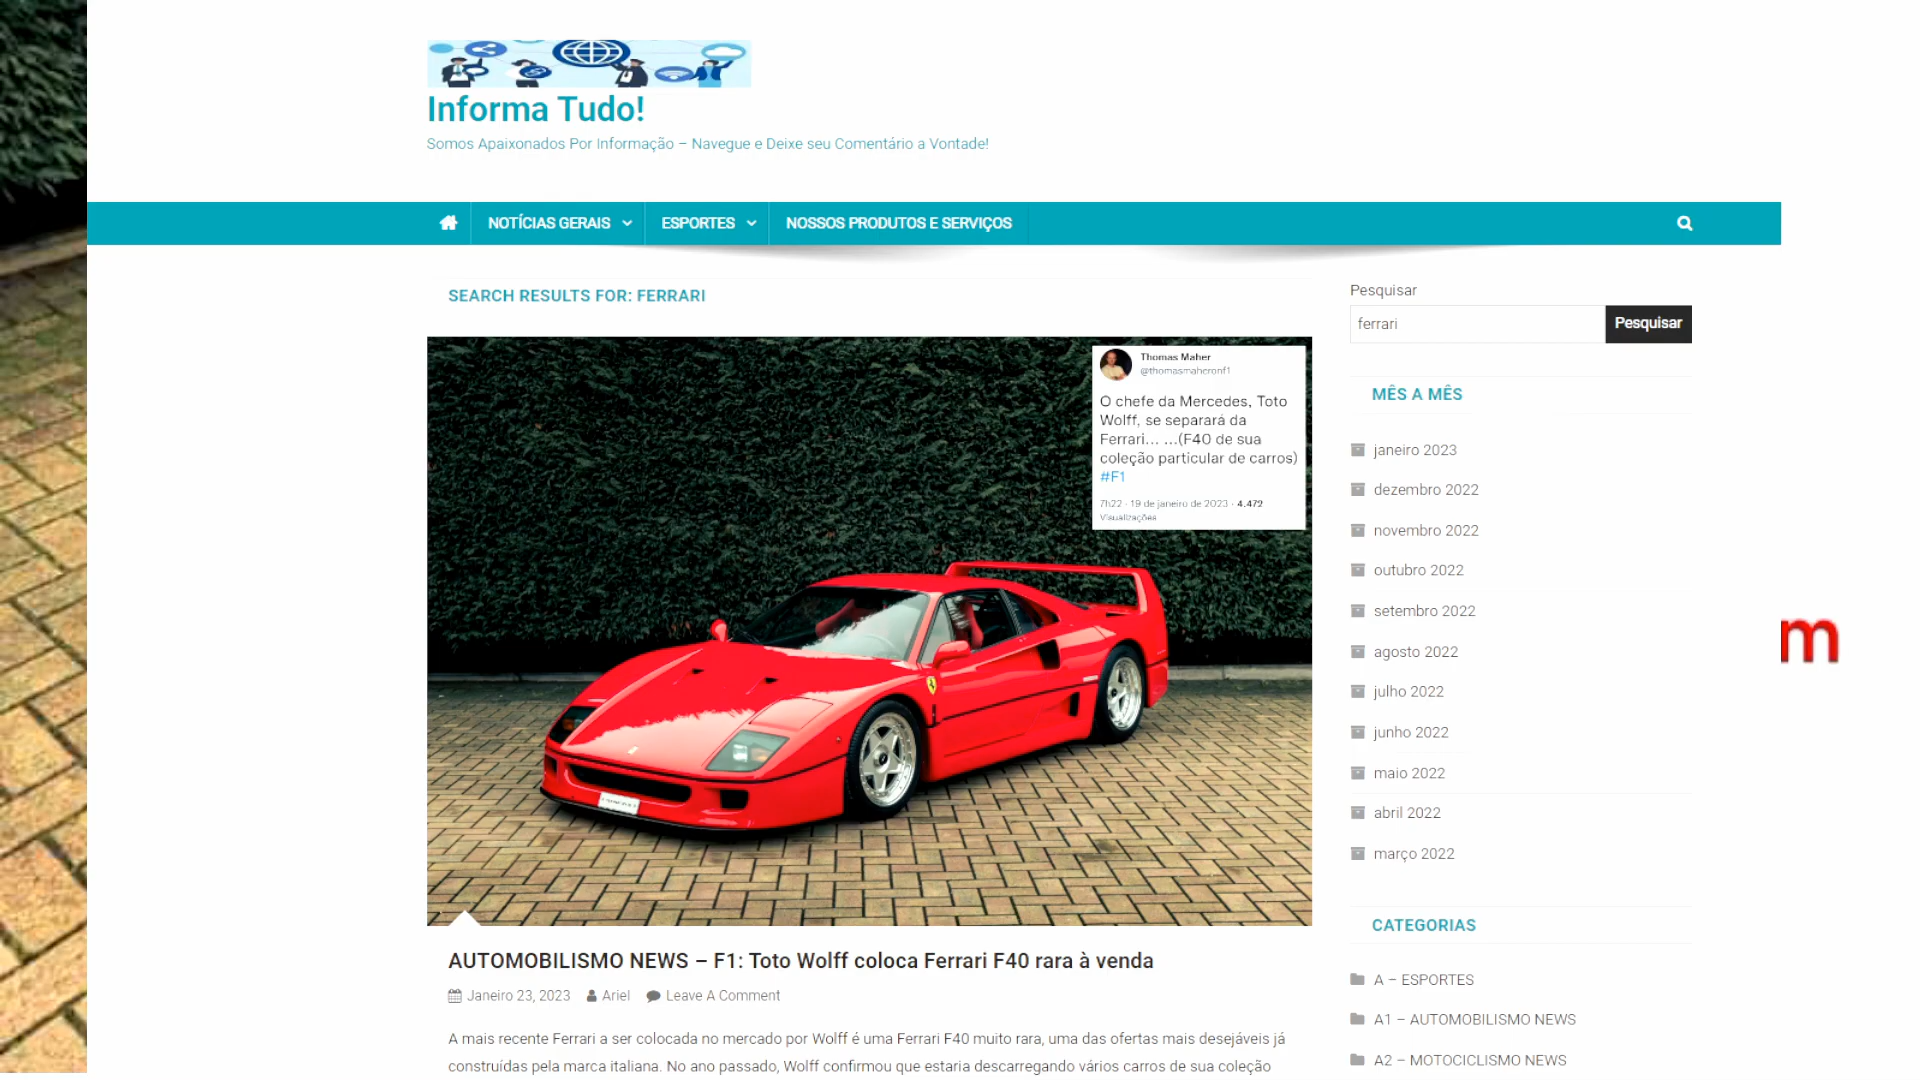 Informa Tudo!
Somos Apaixonados Por Informação – Navegue e Deixe seu Comentário a Vontade!
NOTÍCIAS GERAIS
ESPORTES
NOSSOS PRODUTOS E SERVIÇOS
SEARCH RESULTS FOR: FERRARI
Thomas Maher
@thomasmaheronf1
O chefe da Mercedes, Toto
Wolff, se separará da
Ferrari... ...(F40 de sua
coleção particular de carros)
#F1
7h22 · 19 de janeiro de 2023 · 4.472
Visualizações
AUTOMOBILISMO NEWS – F1: Toto Wolff coloca Ferrari F40 rara à venda
Janeiro 23, 2023 Ariel Leave A Comment
A mais recente Ferrari a ser colocada no mercado por Wolff é uma Ferrari F40 muito rara, uma das ofertas mais desejáveis já
construídas pela marca italiana. No ano passado, Wolff confirmou que estaria descarregando vários carros de sua coleção
Pesquisar
ferrari
Pesquisar
MÊS A MÊS
janeiro 2023
dezembro 2022
novembro 2022
outubro 2022
setembro 2022
agosto 2022
julho 2022
junho 2022
maio 2022
abril 2022
março 2022
CATEGORIAS
A – ESPORTES
A1 – AUTOMOBILISMO NEWS
A2 – MOTOCICLISMO NEWS
m